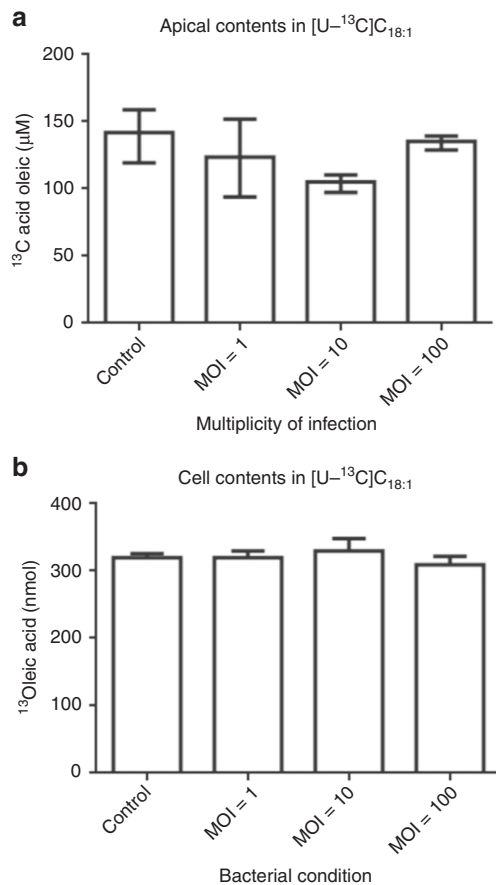 a
Apical contents in [U–¹³C]C₁₈:₁
200
150
100
50
0
¹³C acid oleic (µM)
Control
MOI = 1
MOI = 10
MOI = 100
Multiplicity of infection
b
Cell contents in [U–¹³C]C₁₈:₁
400
300
200
100
0
¹³Oleic acid (nmol)
Control
MOI = 1
MOI = 10
MOI = 100
Bacterial condition